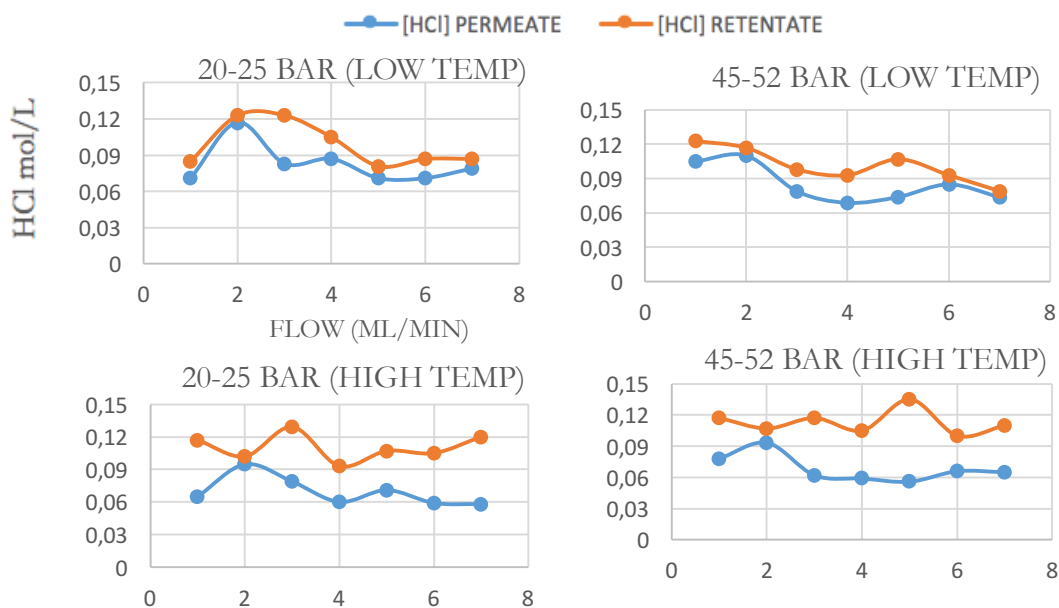 [HCl] PERMEATE [HCl] RETENTATE
20-25 BAR (LOW TEMP)
HCl mol/L
0,15
0,12
0,09
0,06
0,03
0
0 2 4 6 8
FLOW (ML/MIN)
45-52 BAR (LOW TEMP)
0,15
0,12
0,09
0,06
0,03
0
0 2 4 6 8
20-25 BAR (HIGH TEMP)
0,15
0,12
0,09
0,06
0,03
0
0 2 4 6 8
45-52 BAR (HIGH TEMP)
0,15
0,12
0,09
0,06
0,03
0
0 2 4 6 8